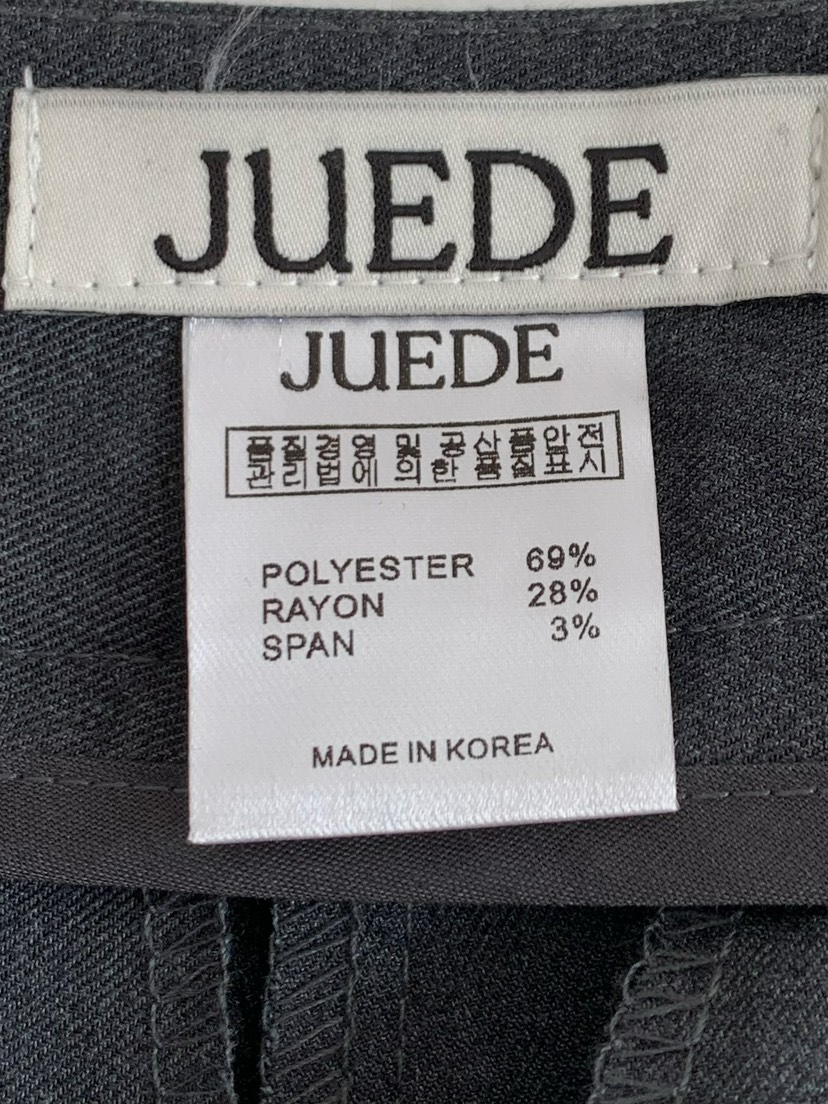 JUEDE
JUEDE
품질경영 및 공산품안전
관리법에 의한 품질표시
POLYESTER 69%
RAYON 28%
SPAN 3%
MADE IN KOREA